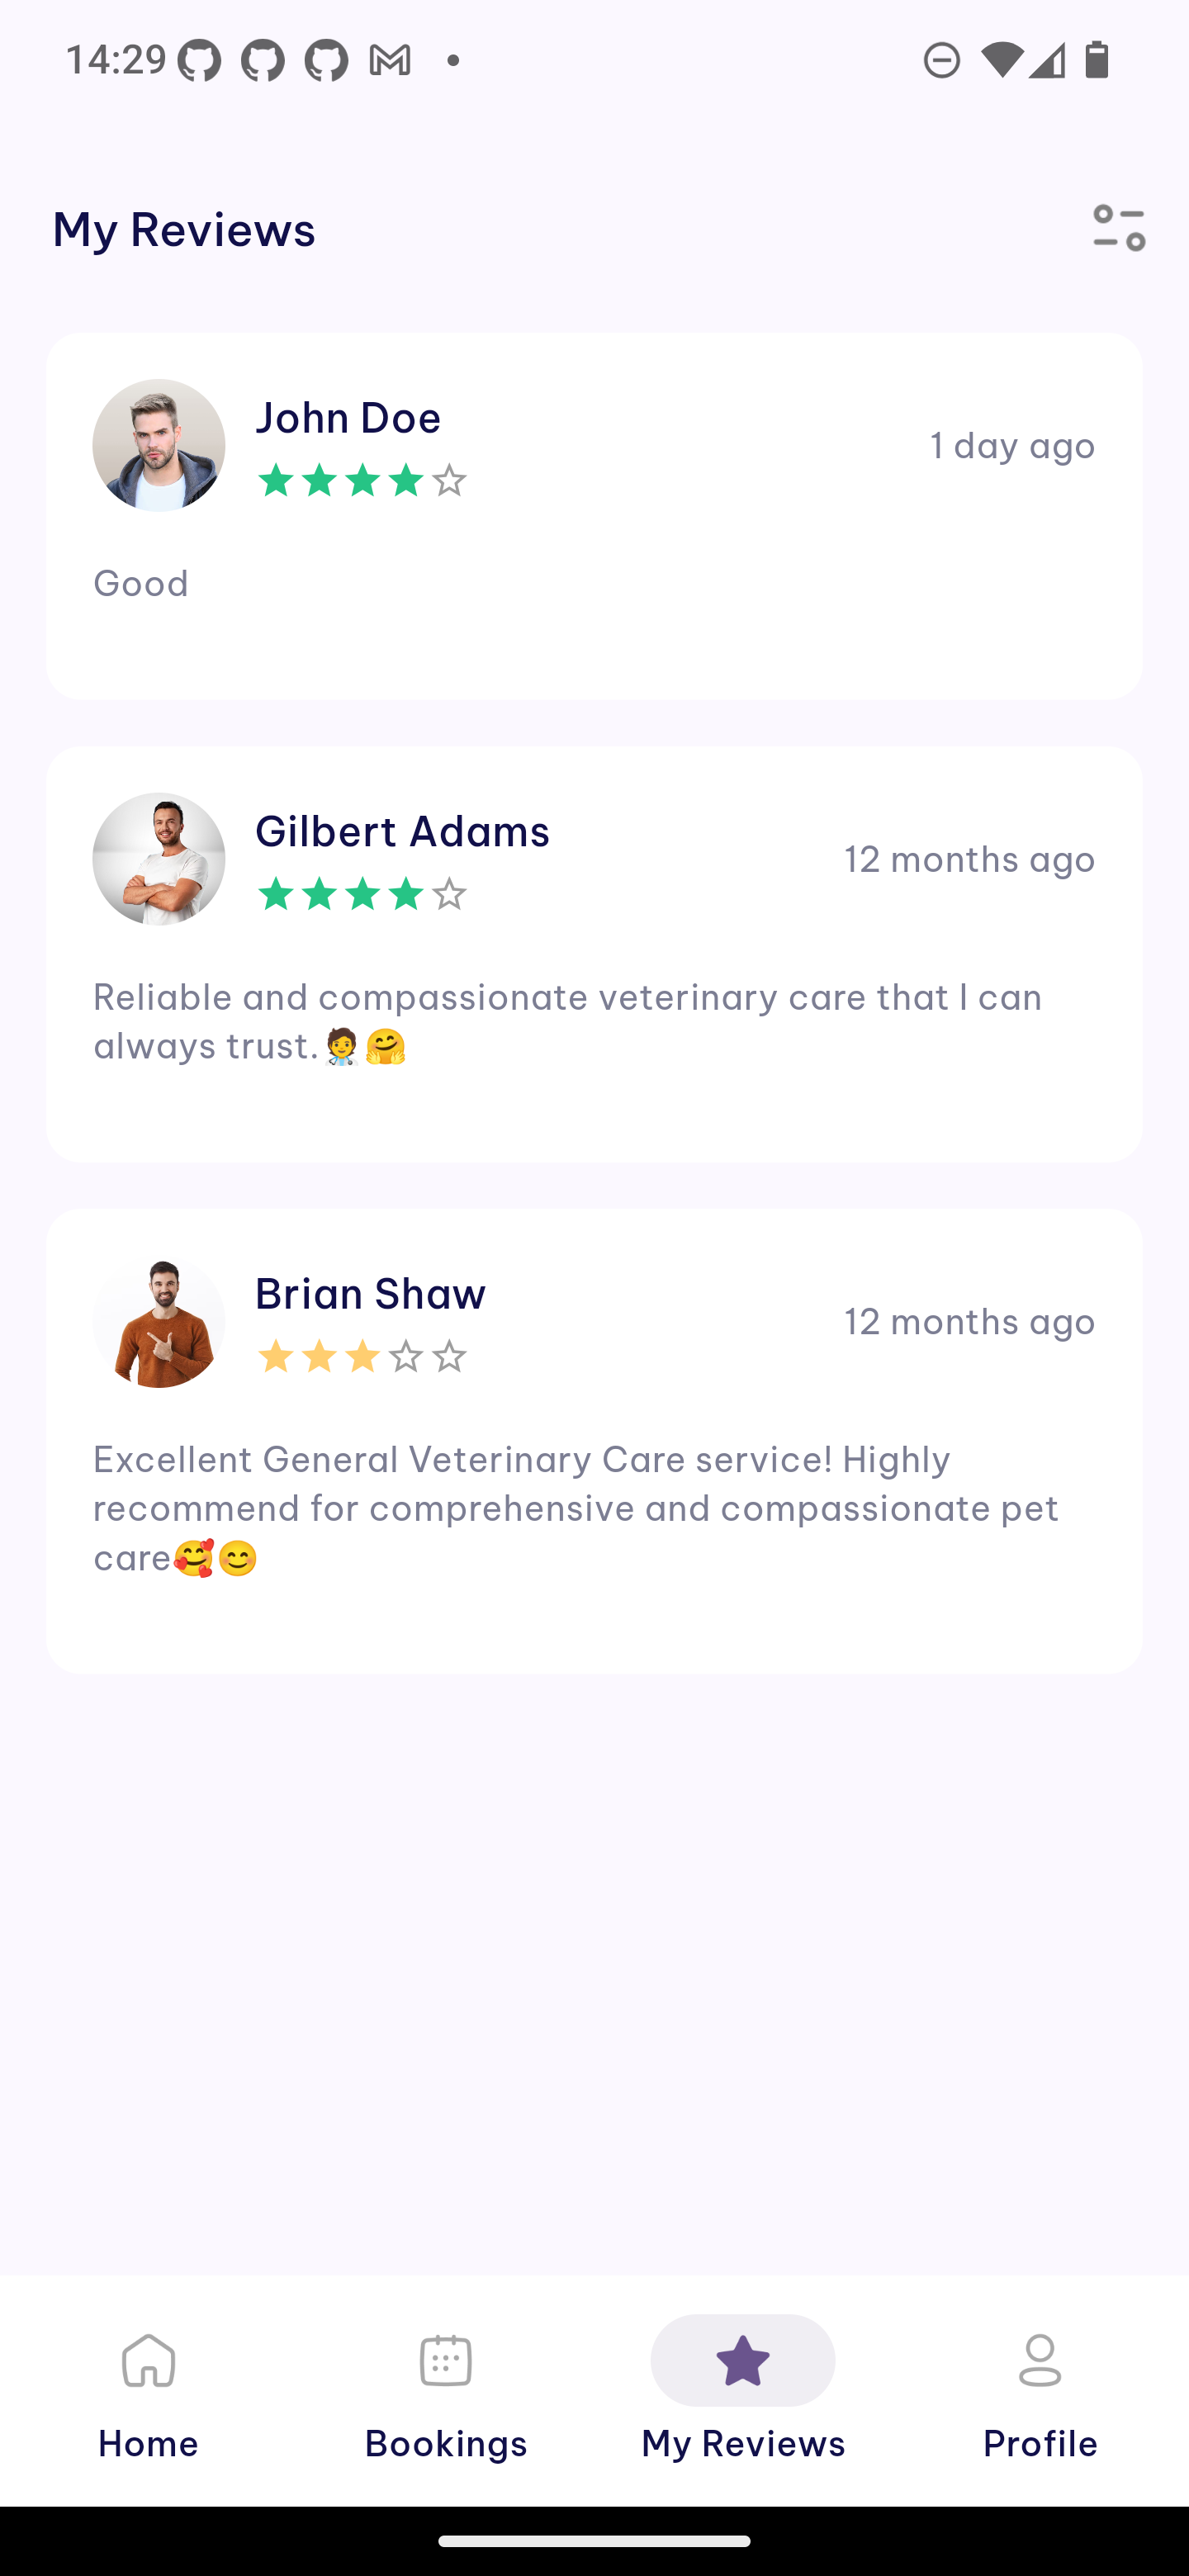 14:29
My Reviews
John Doe
1 day ago
Good
Gilbert Adams
12 months ago
Reliable and compassionate veterinary care that I can
always trust.🧑‍⚕️🤗
Brian Shaw
12 months ago
Excellent General Veterinary Care service! Highly
recommend for comprehensive and compassionate pet
care🥰😊
Home
Bookings
My Reviews
Profile